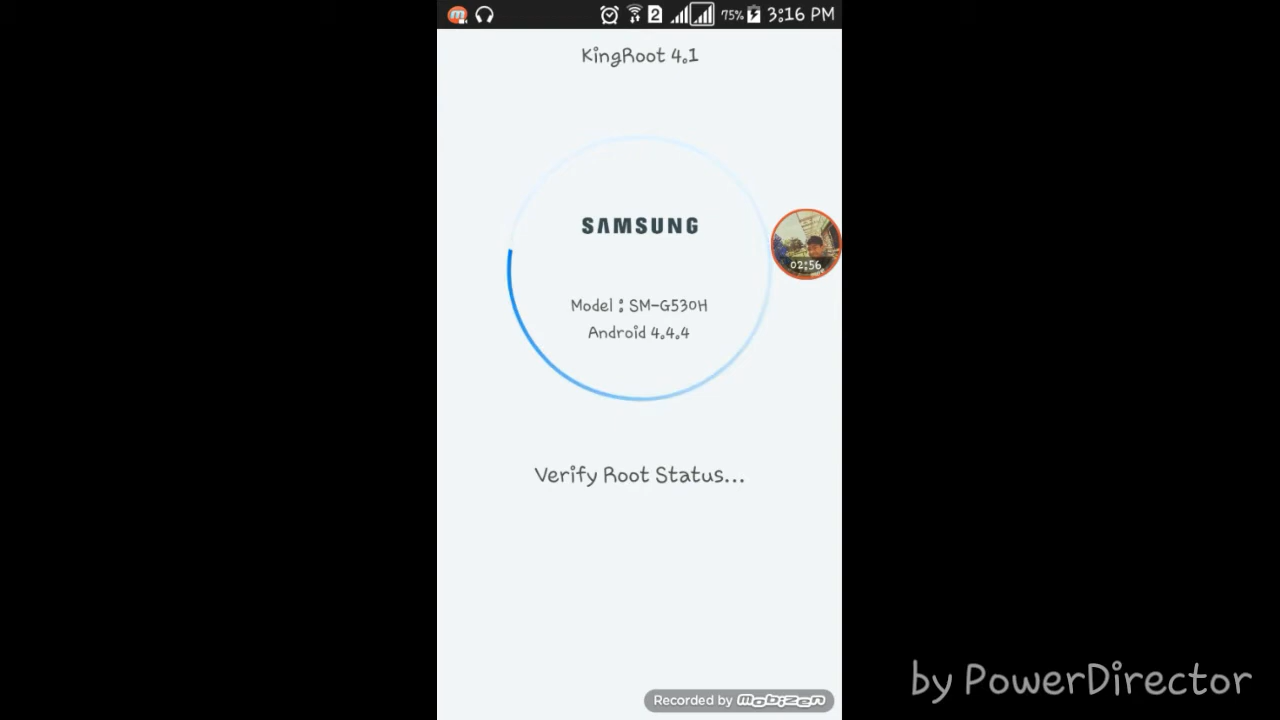 75% 3:16 PM
KingRoot 4.1
SAMSUNG
02:56
Model : SM-G530H
Android 4.4.4
Verify Root Status...
by PowerDirector
Recorded by MOBIZEN